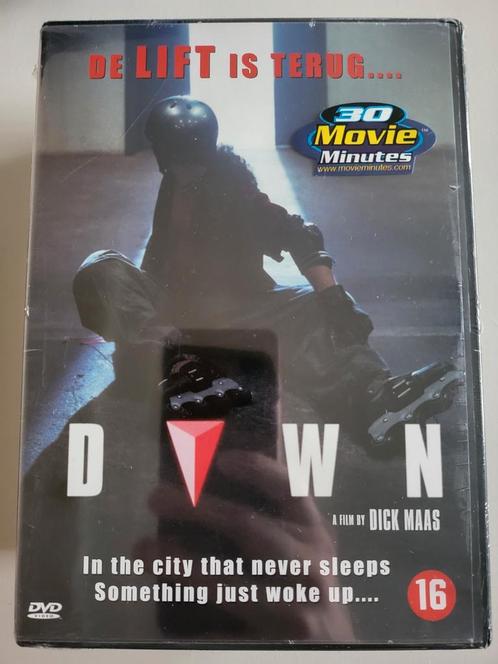 DE LIFT IS TERUG....
30
Movie
Minutes
www.movieminutes.com
D WN
A FILM BY DICK MAAS
In the city that never sleeps
Something just woke up....
16
DVD
VIDEO